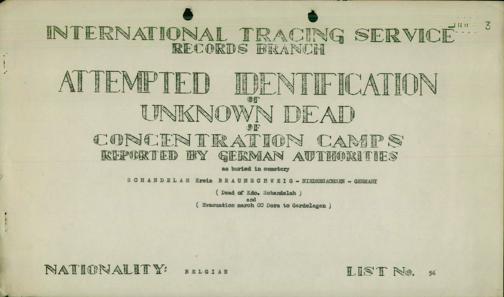 3
INTERNATIONAL TRACING SERVICE
RECORDS BRANCH
ATTEMPTED IDENTIFICATION
OF
UNKNOWN DEAD
OF
CONCENTRATION CAMPS
REPORTED BY GERMAN AUTHORITIES
as buried in cemetery
SCHANDELAH Kreis BRAUNSCHWEIG - NIEDERSACHSEN - GERMANY
( Dead of Kdo. Schandelah )
and
( Evacuation march CC Dora to Gardelegen )
NATIONALITY: BELGIAN LIST No. 54